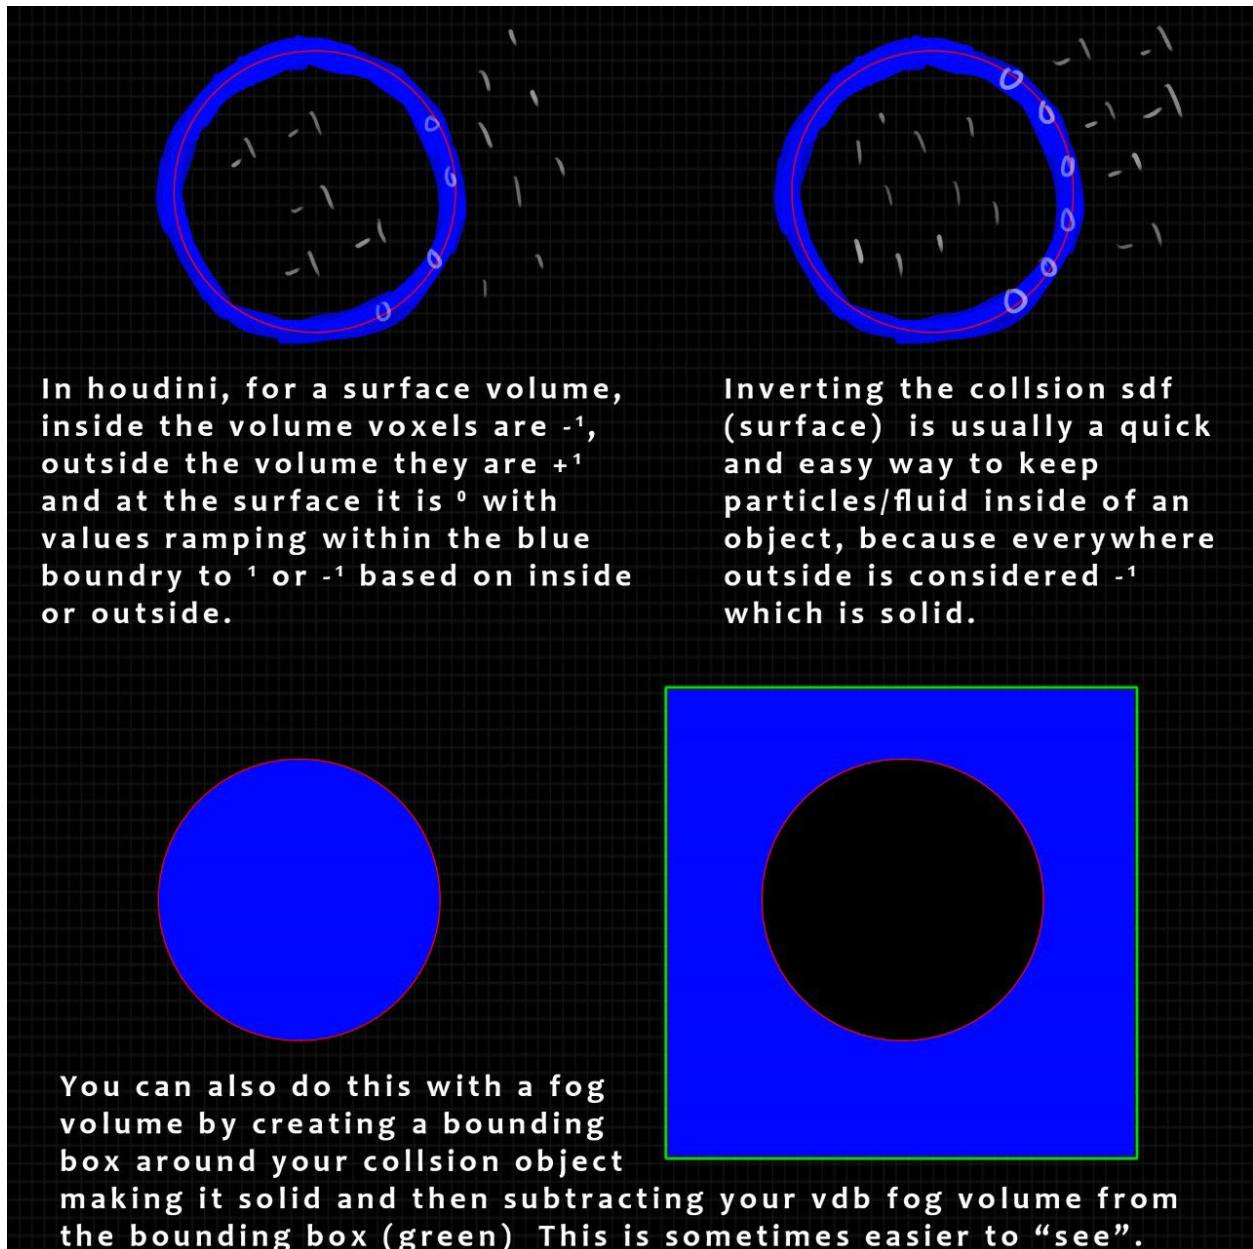 In houdini, for a surface volume,
inside the volume voxels are -¹,
outside the volume they are +¹
and at the surface it is ⁰ with
values ramping within the blue
boundry to ¹ or -¹ based on inside
or outside.
Inverting the collsion sdf
(surface)  is usually a quick
and easy way to keep
particles/fluid inside of an
object, because everywhere
outside is considered -¹
which is solid.
You can also do this with a fog
volume by creating a bounding
box around your collsion object
making it solid and then subtracting your vdb fog volume from
the bounding box (green)  This is sometimes easier to “see”.